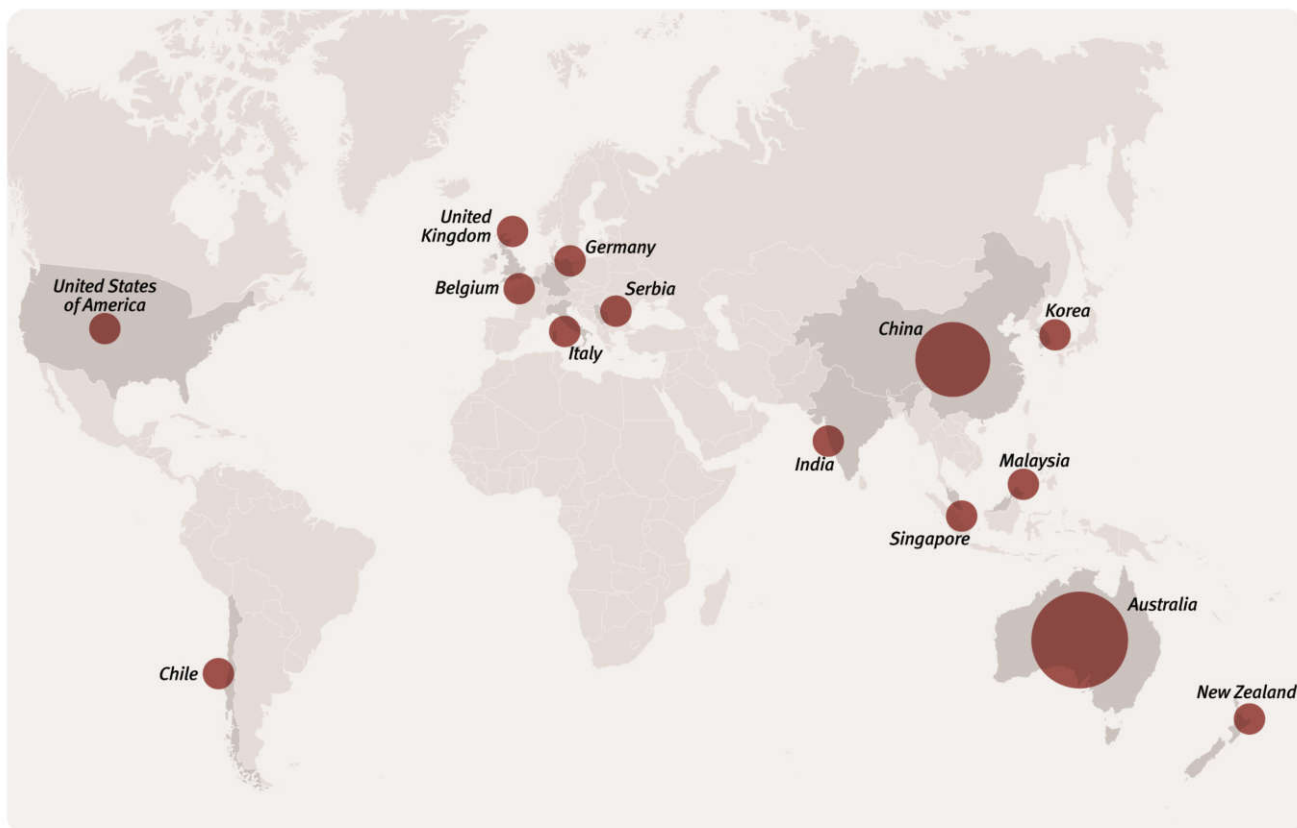 United
Kingdom
Germany
United States
of America
Belgium
Serbia
Italy
China
Korea
India
Malaysia
Singapore
Australia
Chile
New Zealand